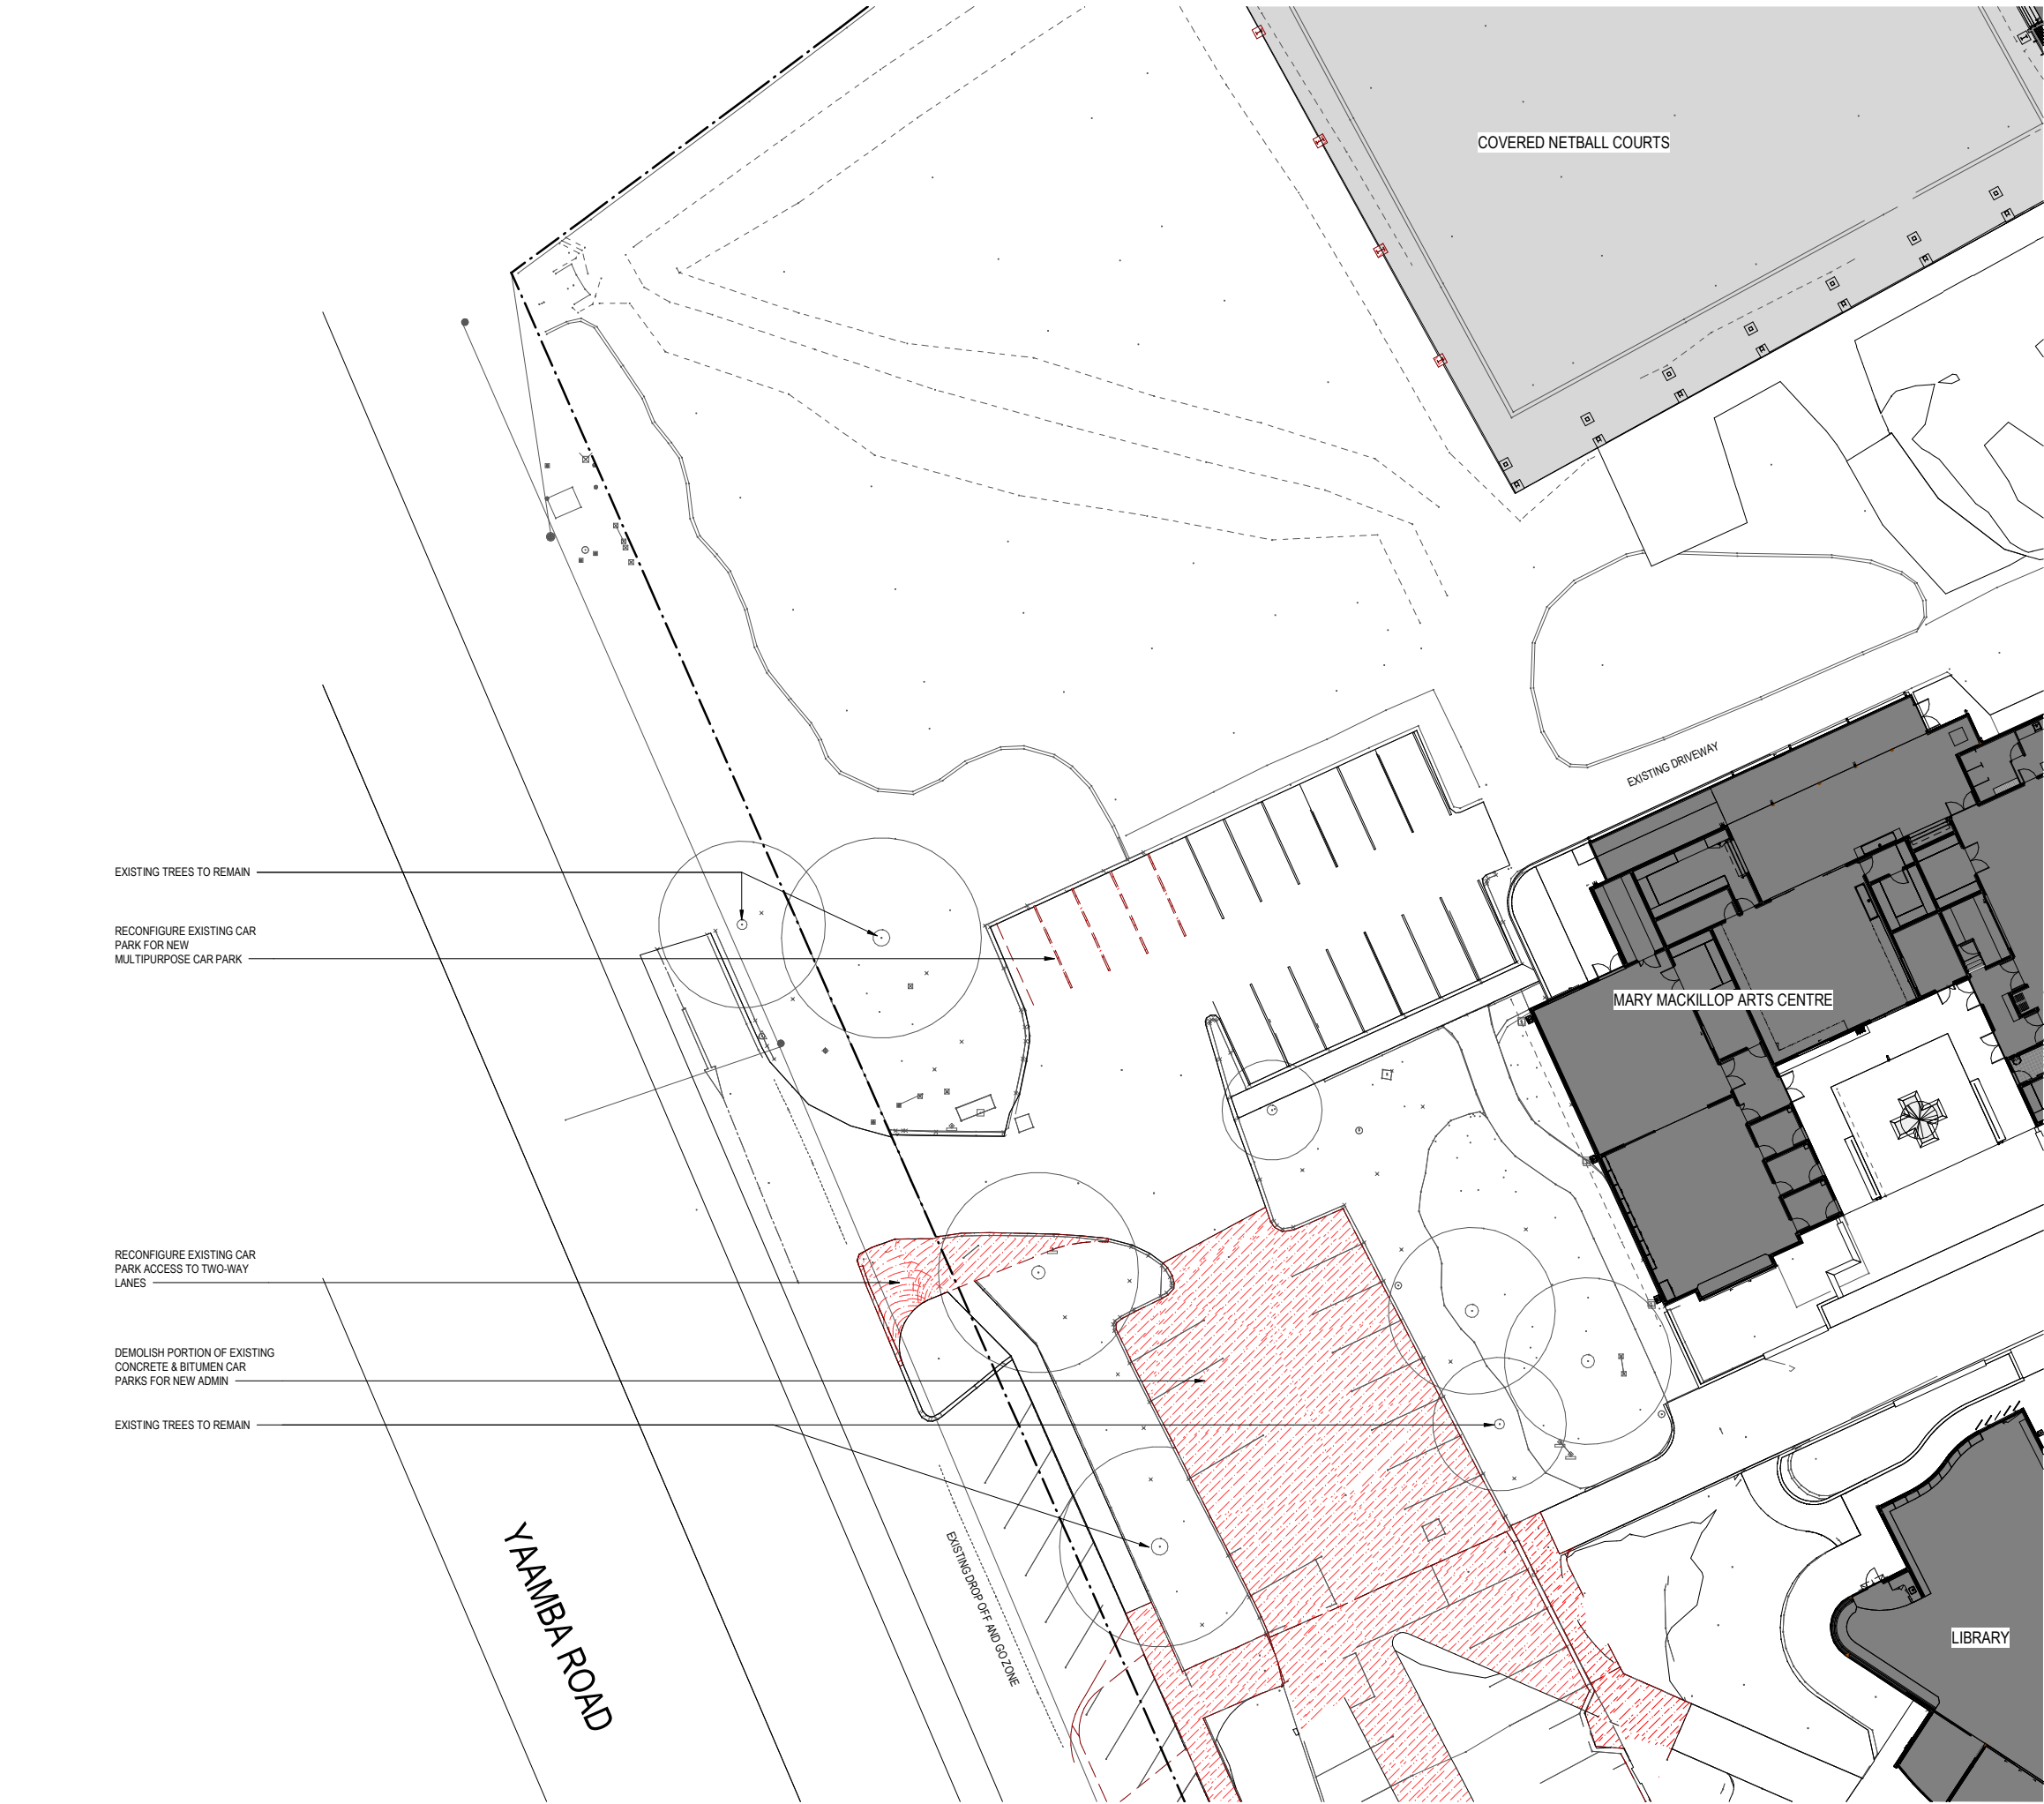 COVERED NETBALL COURTS
EXISTING DRIVEWAY
EXISTING TREES TO REMAIN
RECONFIGURE EXISTING CAR
PARK FOR NEW
MULTIPURPOSE CAR PARK
MARY MACKILLOP ARTS CENTRE
RECONFIGURE EXISTING CAR
PARK ACCESS TO TWO-WAY
LANES
DEMOLISH PORTION OF EXISTING
CONCRETE & BITUMEN CAR
PARKS FOR NEW ADMIN
EXISTING TREES TO REMAIN
YAAMBA ROAD
EXISTING DROP OFF AND GO ZONE
LIBRARY